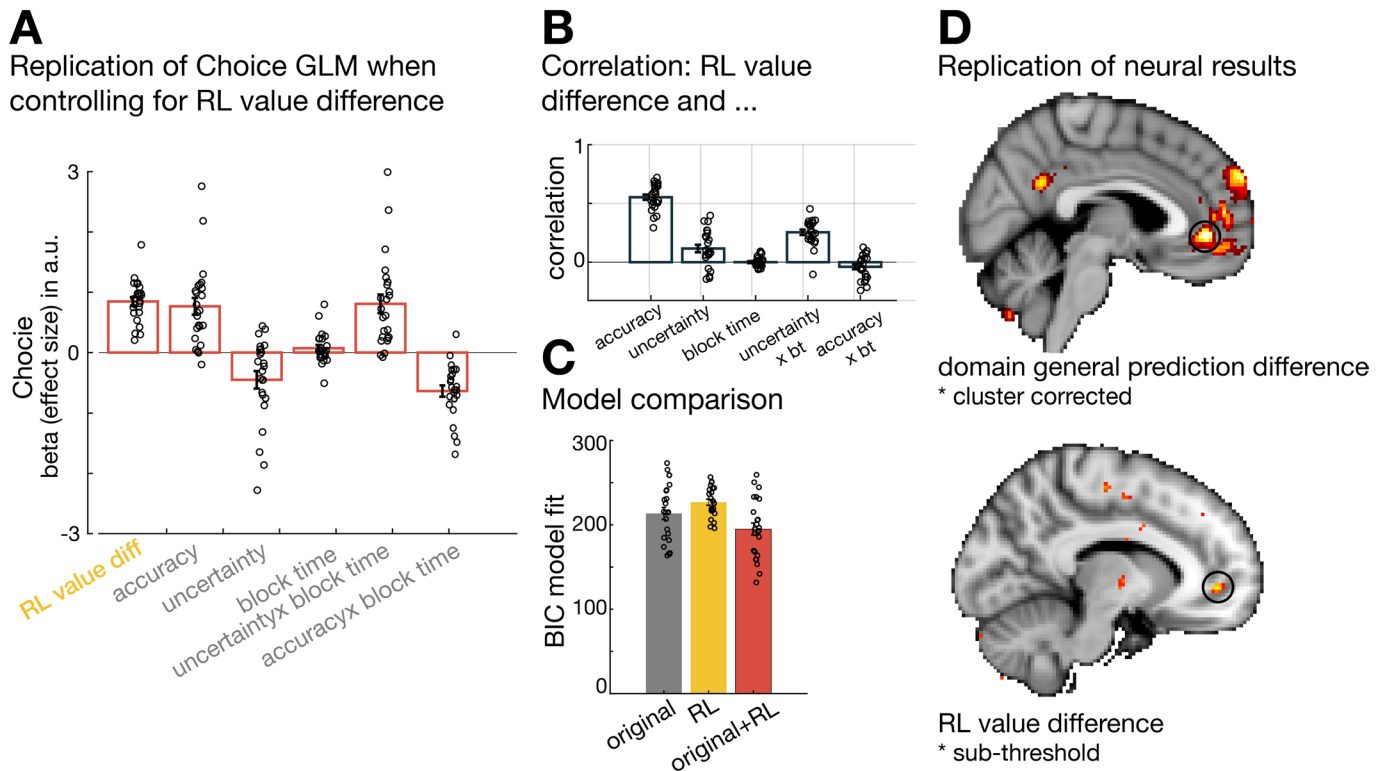 A
Replication of Choice GLM when
controlling for RL value difference
3
0
-3
Chocie
beta (effect size) in a.u.
RL value diff
accuracy
uncertainty
block time
uncertaintyx block time
accuracyx block time
B
Correlation: RL value
difference and ...
1
0
correlation
accuracy
uncertainty
block time
uncertainty
x bt
accuracy
x bt
C
Model comparison
300
200
100
0
BIC model fit
original
RL
original+RL
D
Replication of neural results
domain general prediction difference
* cluster corrected
RL value difference
* sub-threshold